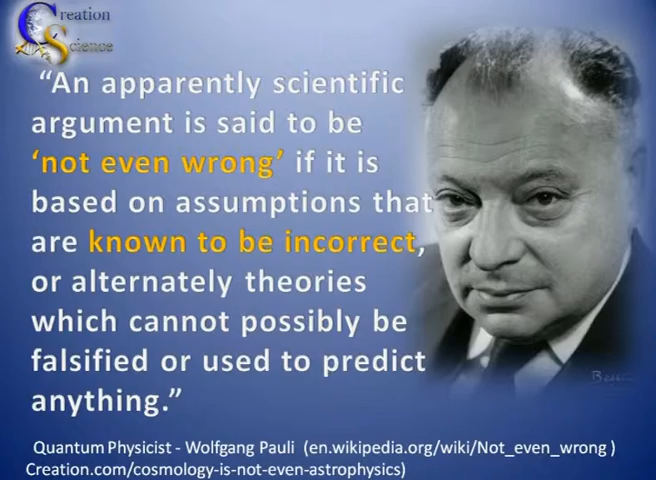 Creation
Science
“An apparently scientific
argument is said to be
‘not even wrong’ if it is
based on assumptions that
are known to be incorrect,
or alternately theories
which cannot possibly be
falsified or used to predict
anything.”
Quantum Physicist - Wolfgang Pauli (en.wikipedia.org/wiki/Not_even_wrong )
Creation.com/cosmology-is-not-even-astrophysics)